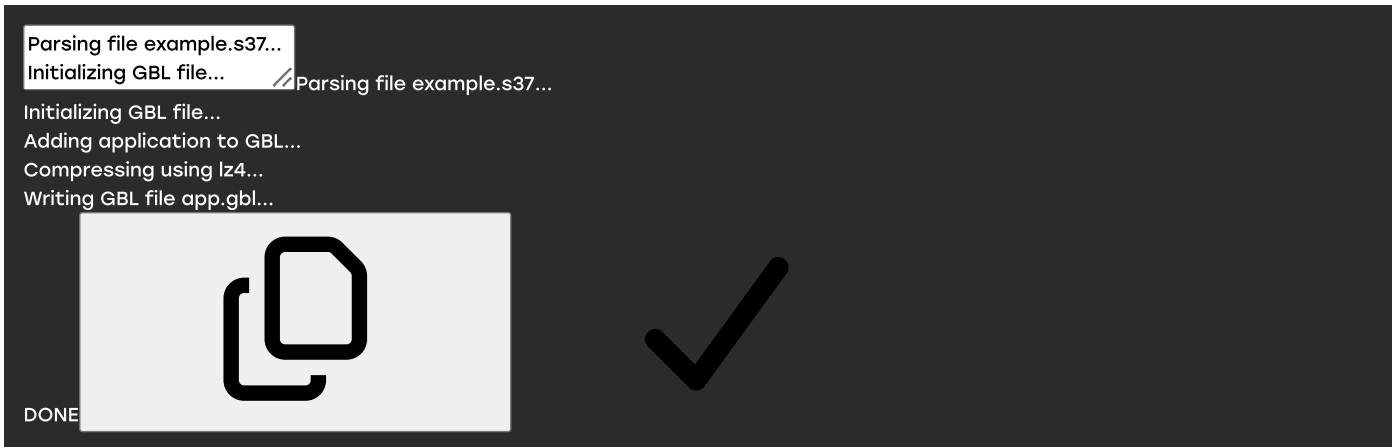 Parsing file example.s37...
Initializing GBL file...
Parsing file example.s37...
Initializing GBL file...
Adding application to GBL...
Compressing using lz4...
Writing GBL file app.gbl...
DONE